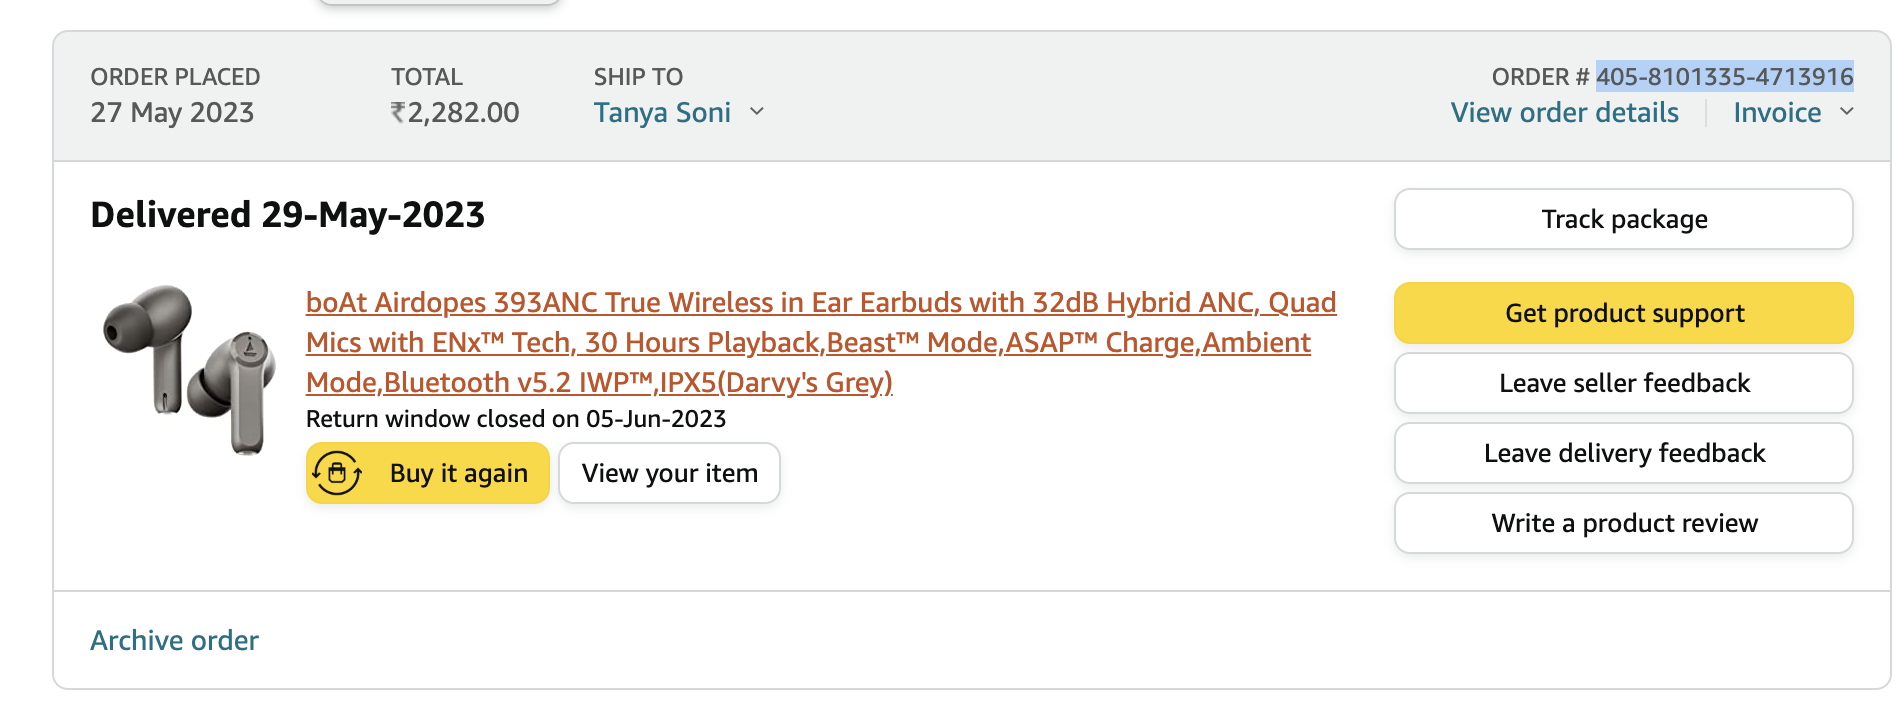 ORDER PLACED
27 May 2023
TOTAL
₹2,282.00
SHIP TO
Tanya Soni
ORDER # 405-8101335-4713916
View order details
Invoice
Delivered 29-May-2023
boAt Airdopes 393ANC True Wireless in Ear Earbuds with 32dB Hybrid ANC, Quad
Mics with ENx™ Tech, 30 Hours Playback,Beast™ Mode,ASAP™ Charge,Ambient
Mode,Bluetooth v5.2 IWP™,IPX5(Darvy's Grey)
Return window closed on 05-Jun-2023
Buy it again
View your item
Track package
Get product support
Leave seller feedback
Leave delivery feedback
Write a product review
Archive order